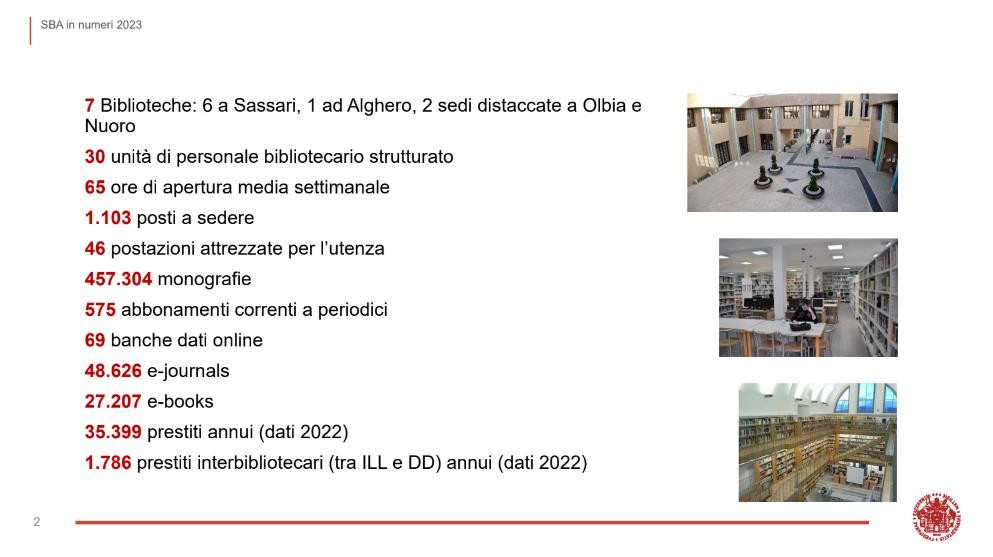 SBA in numeri 2023
7 Biblioteche: 6 a Sassari, 1 ad Alghero, 2 sedi distaccate a Olbia e
Nuoro
30 unità di personale bibliotecario strutturato
65 ore di apertura media settimanale
1.103 posti a sedere
46 postazioni attrezzate per l’utenza
457.304 monografie
575 abbonamenti correnti a periodici
69 banche dati online
48.626 e-journals
27.207 e-books
35.399 prestiti annui (dati 2022)
1.786 prestiti interbibliotecari (tra ILL e DD) annui (dati 2022)
2